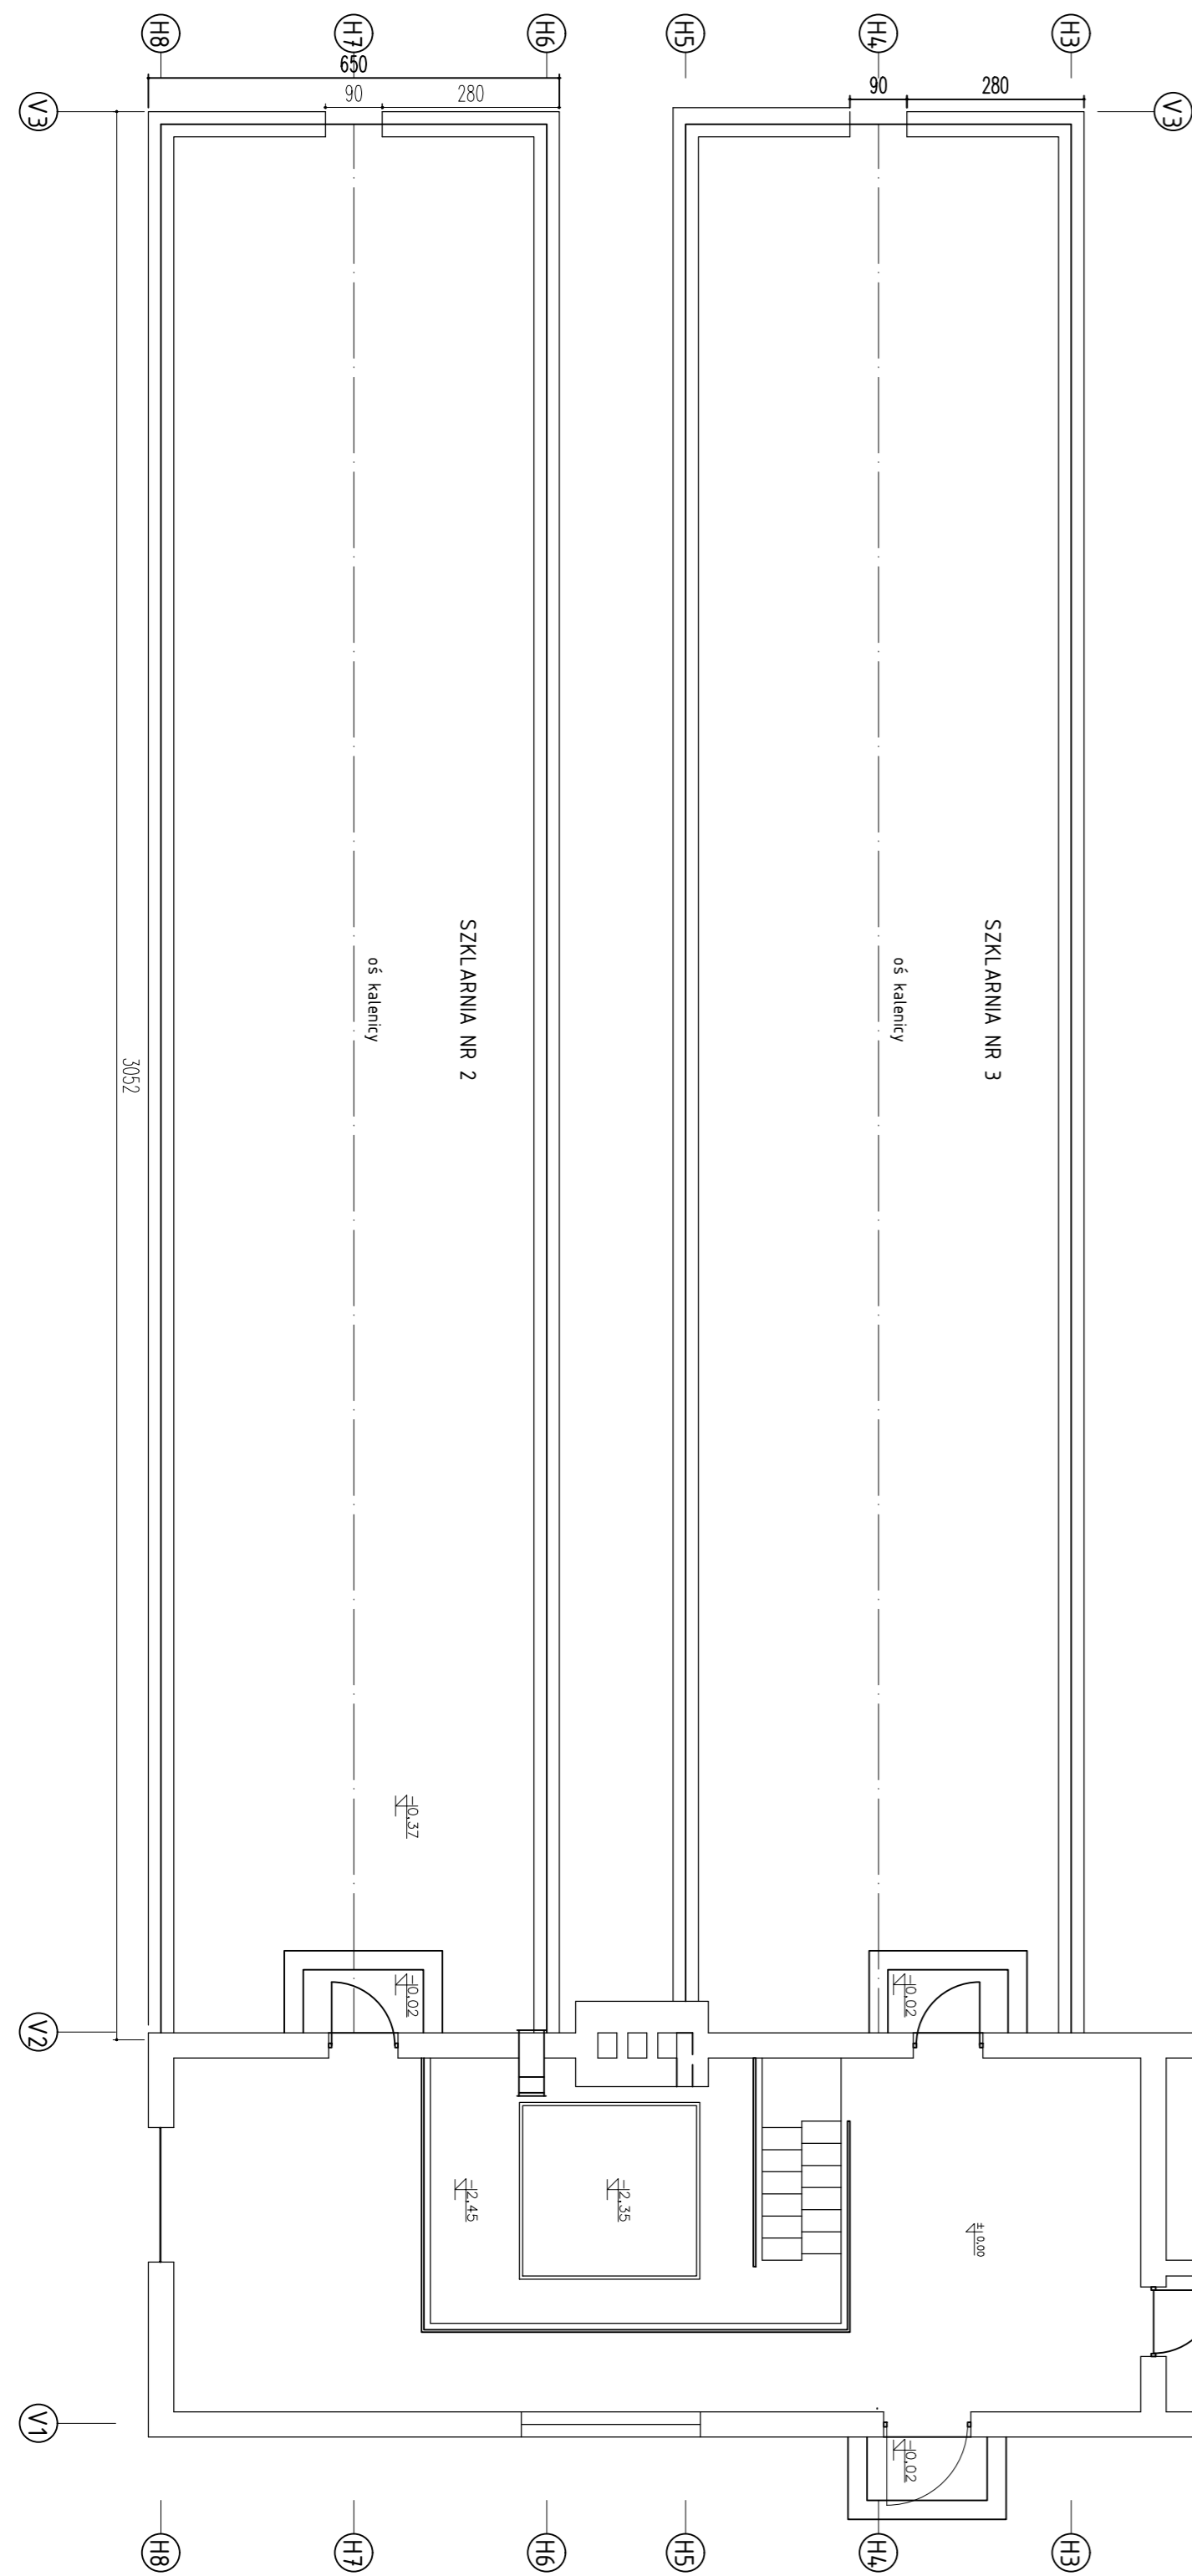 H8
H7
H6
H5
H4
H3
650
90
280
90
280
V3
V3
SZKLARNIA NR 2
oś kalenicy
SZKLARNIA NR 3
oś kalenicy
3052
-0,37
-0,02
-0,02
V2
-2,45
-2,35
±0,00
V1
-0,02
H8
H7
H6
H5
H4
H3